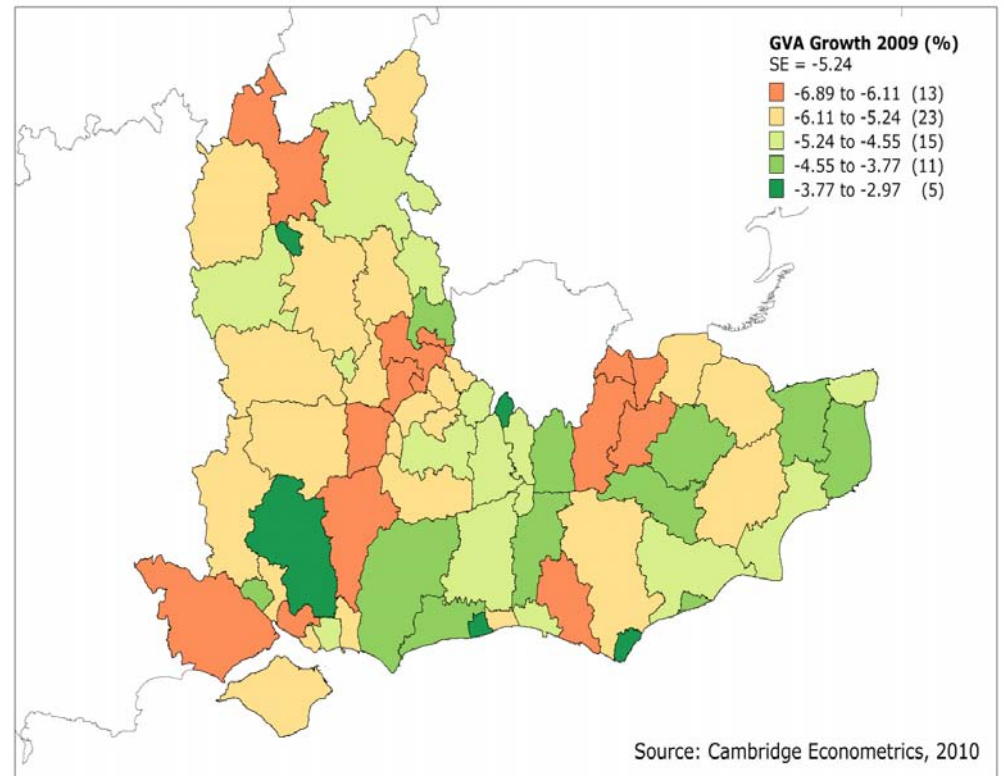 GVA Growth 2009 (%)
SE = -5.24
-6.89 to -6.11 (13)
-6.11 to -5.24 (23)
-5.24 to -4.55 (15)
-4.55 to -3.77 (11)
-3.77 to -2.97 (5)
Source: Cambridge Econometrics, 2010